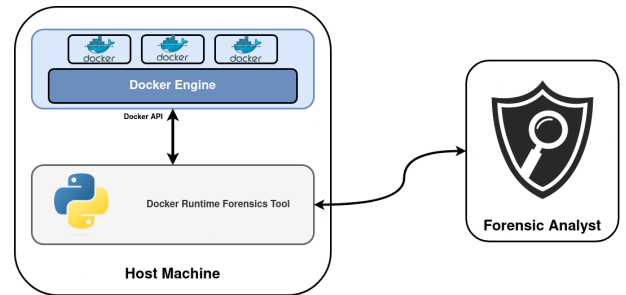 docker
docker
docker
Docker Engine
Docker API
Docker Runtime Forensics Tool
Forensic Analyst
Host Machine